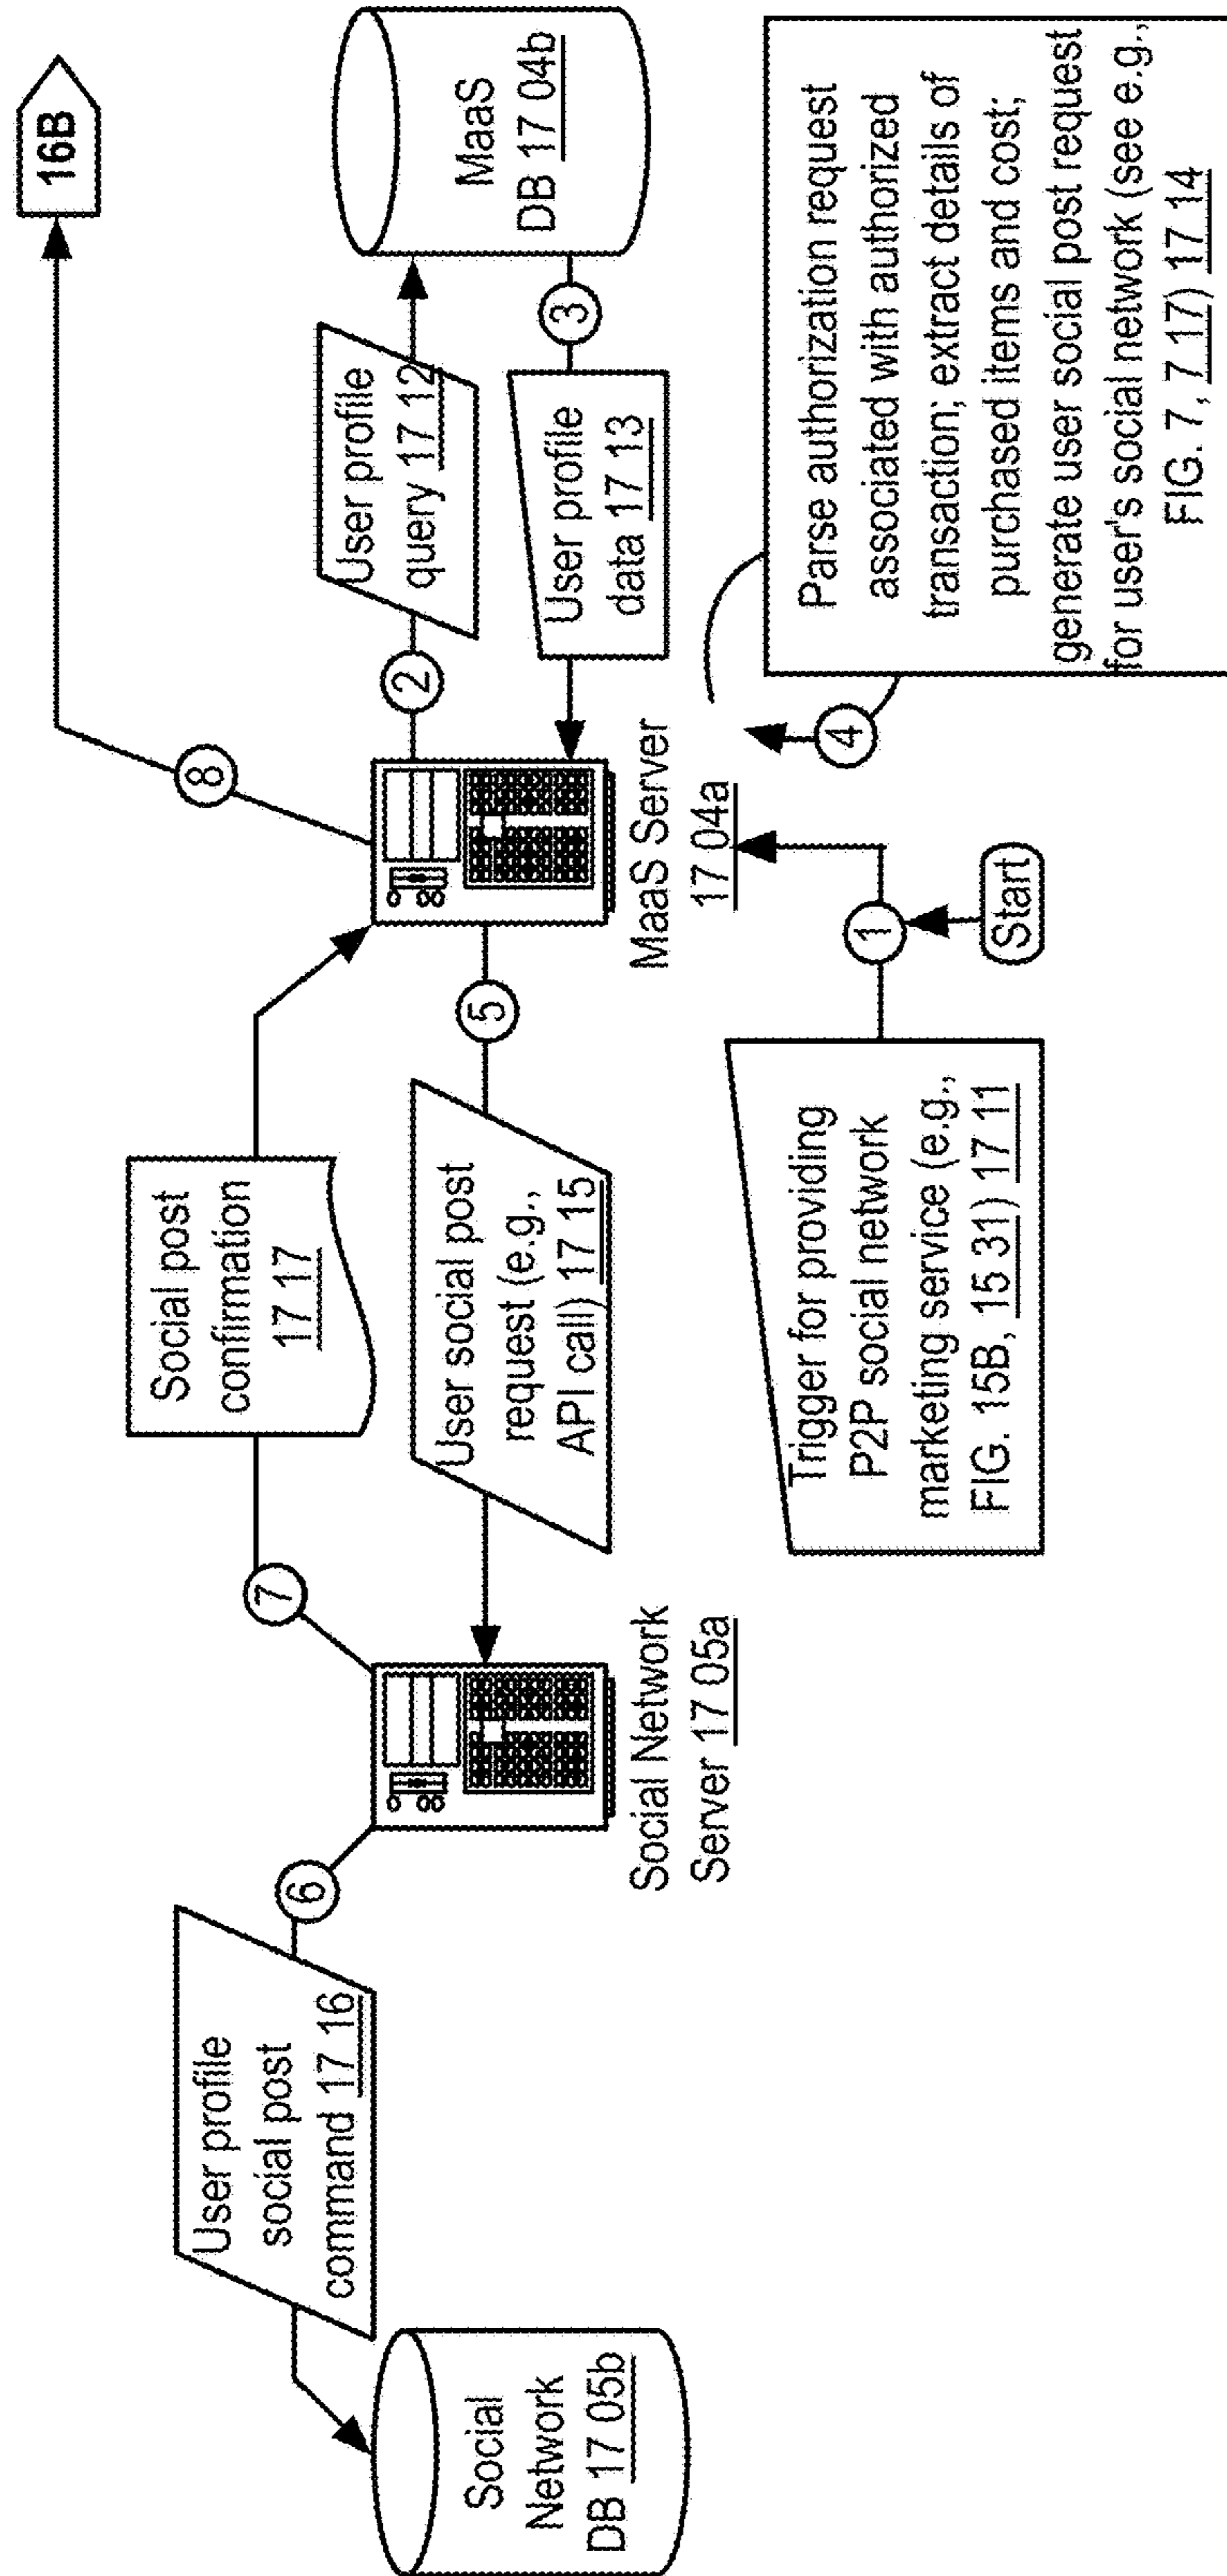 Social
Network
DB 17 05b
User profile
social post
command 17 16
6
Social Network
Server 17 05a
7
Social post
confirmation
17 17
User social post
request (e.g.,
API call) 17 15
5
Trigger for providing
P2P social network
marketing service (e.g.,
FIG. 15B, 15 31) 17 11
1
Start
MaaS Server
17 04a
8
16B
2
User profile
query 17 12
3
User profile
data 17 13
MaaS
DB 17 04b
4
Parse authorization request
associated with authorized
transaction; extract details of
purchased items and cost;
generate user social post request
for user's social network (see e.g.,
FIG. 7, 7 17) 17 14